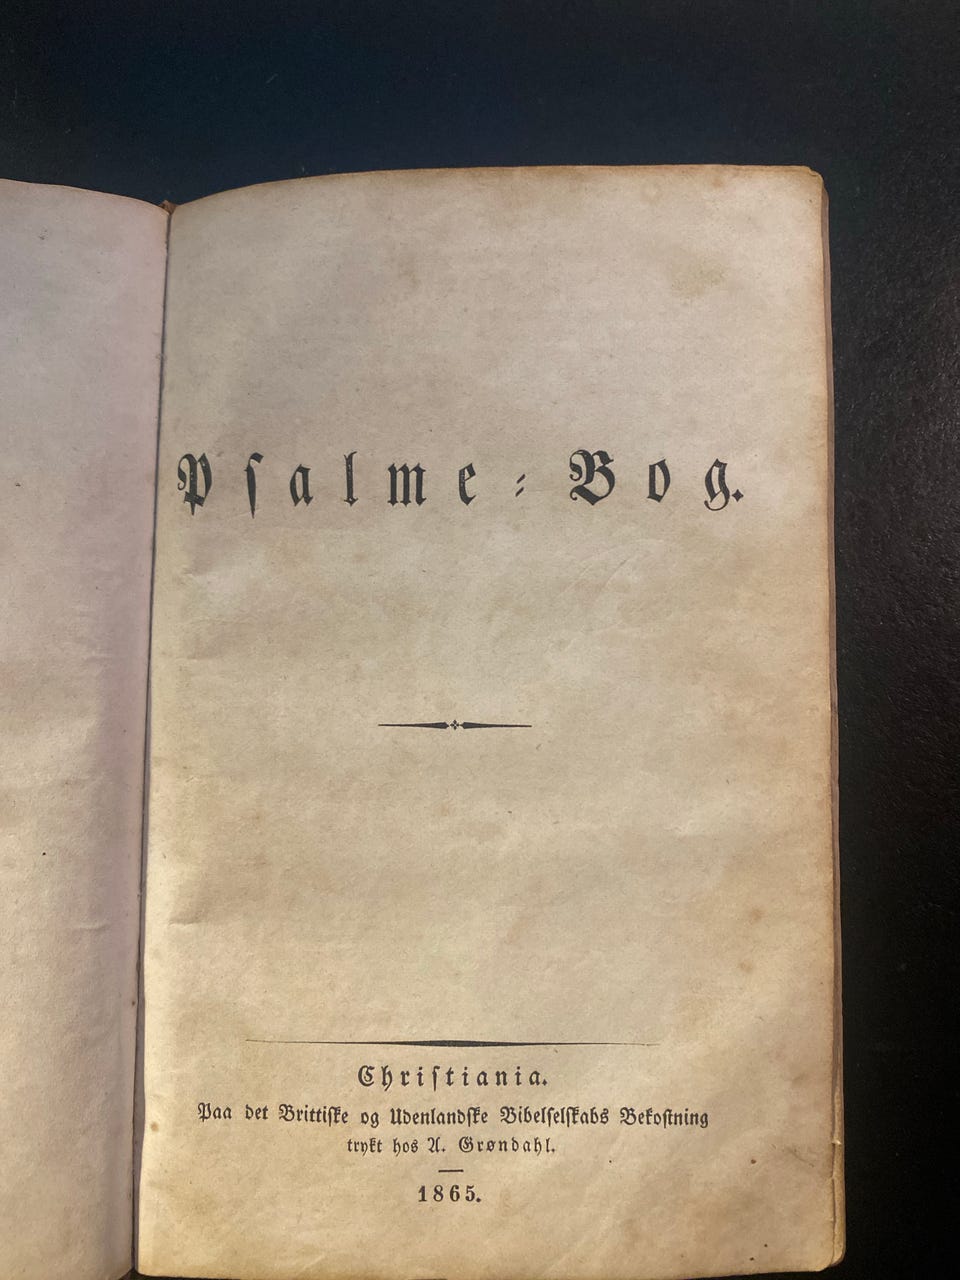 Psalme-Bog.
Christiania.
Paa det Brittiske og Udenlandske Bibelselskabs Bekostning
trykt hos A. Grøndahl.
1865.